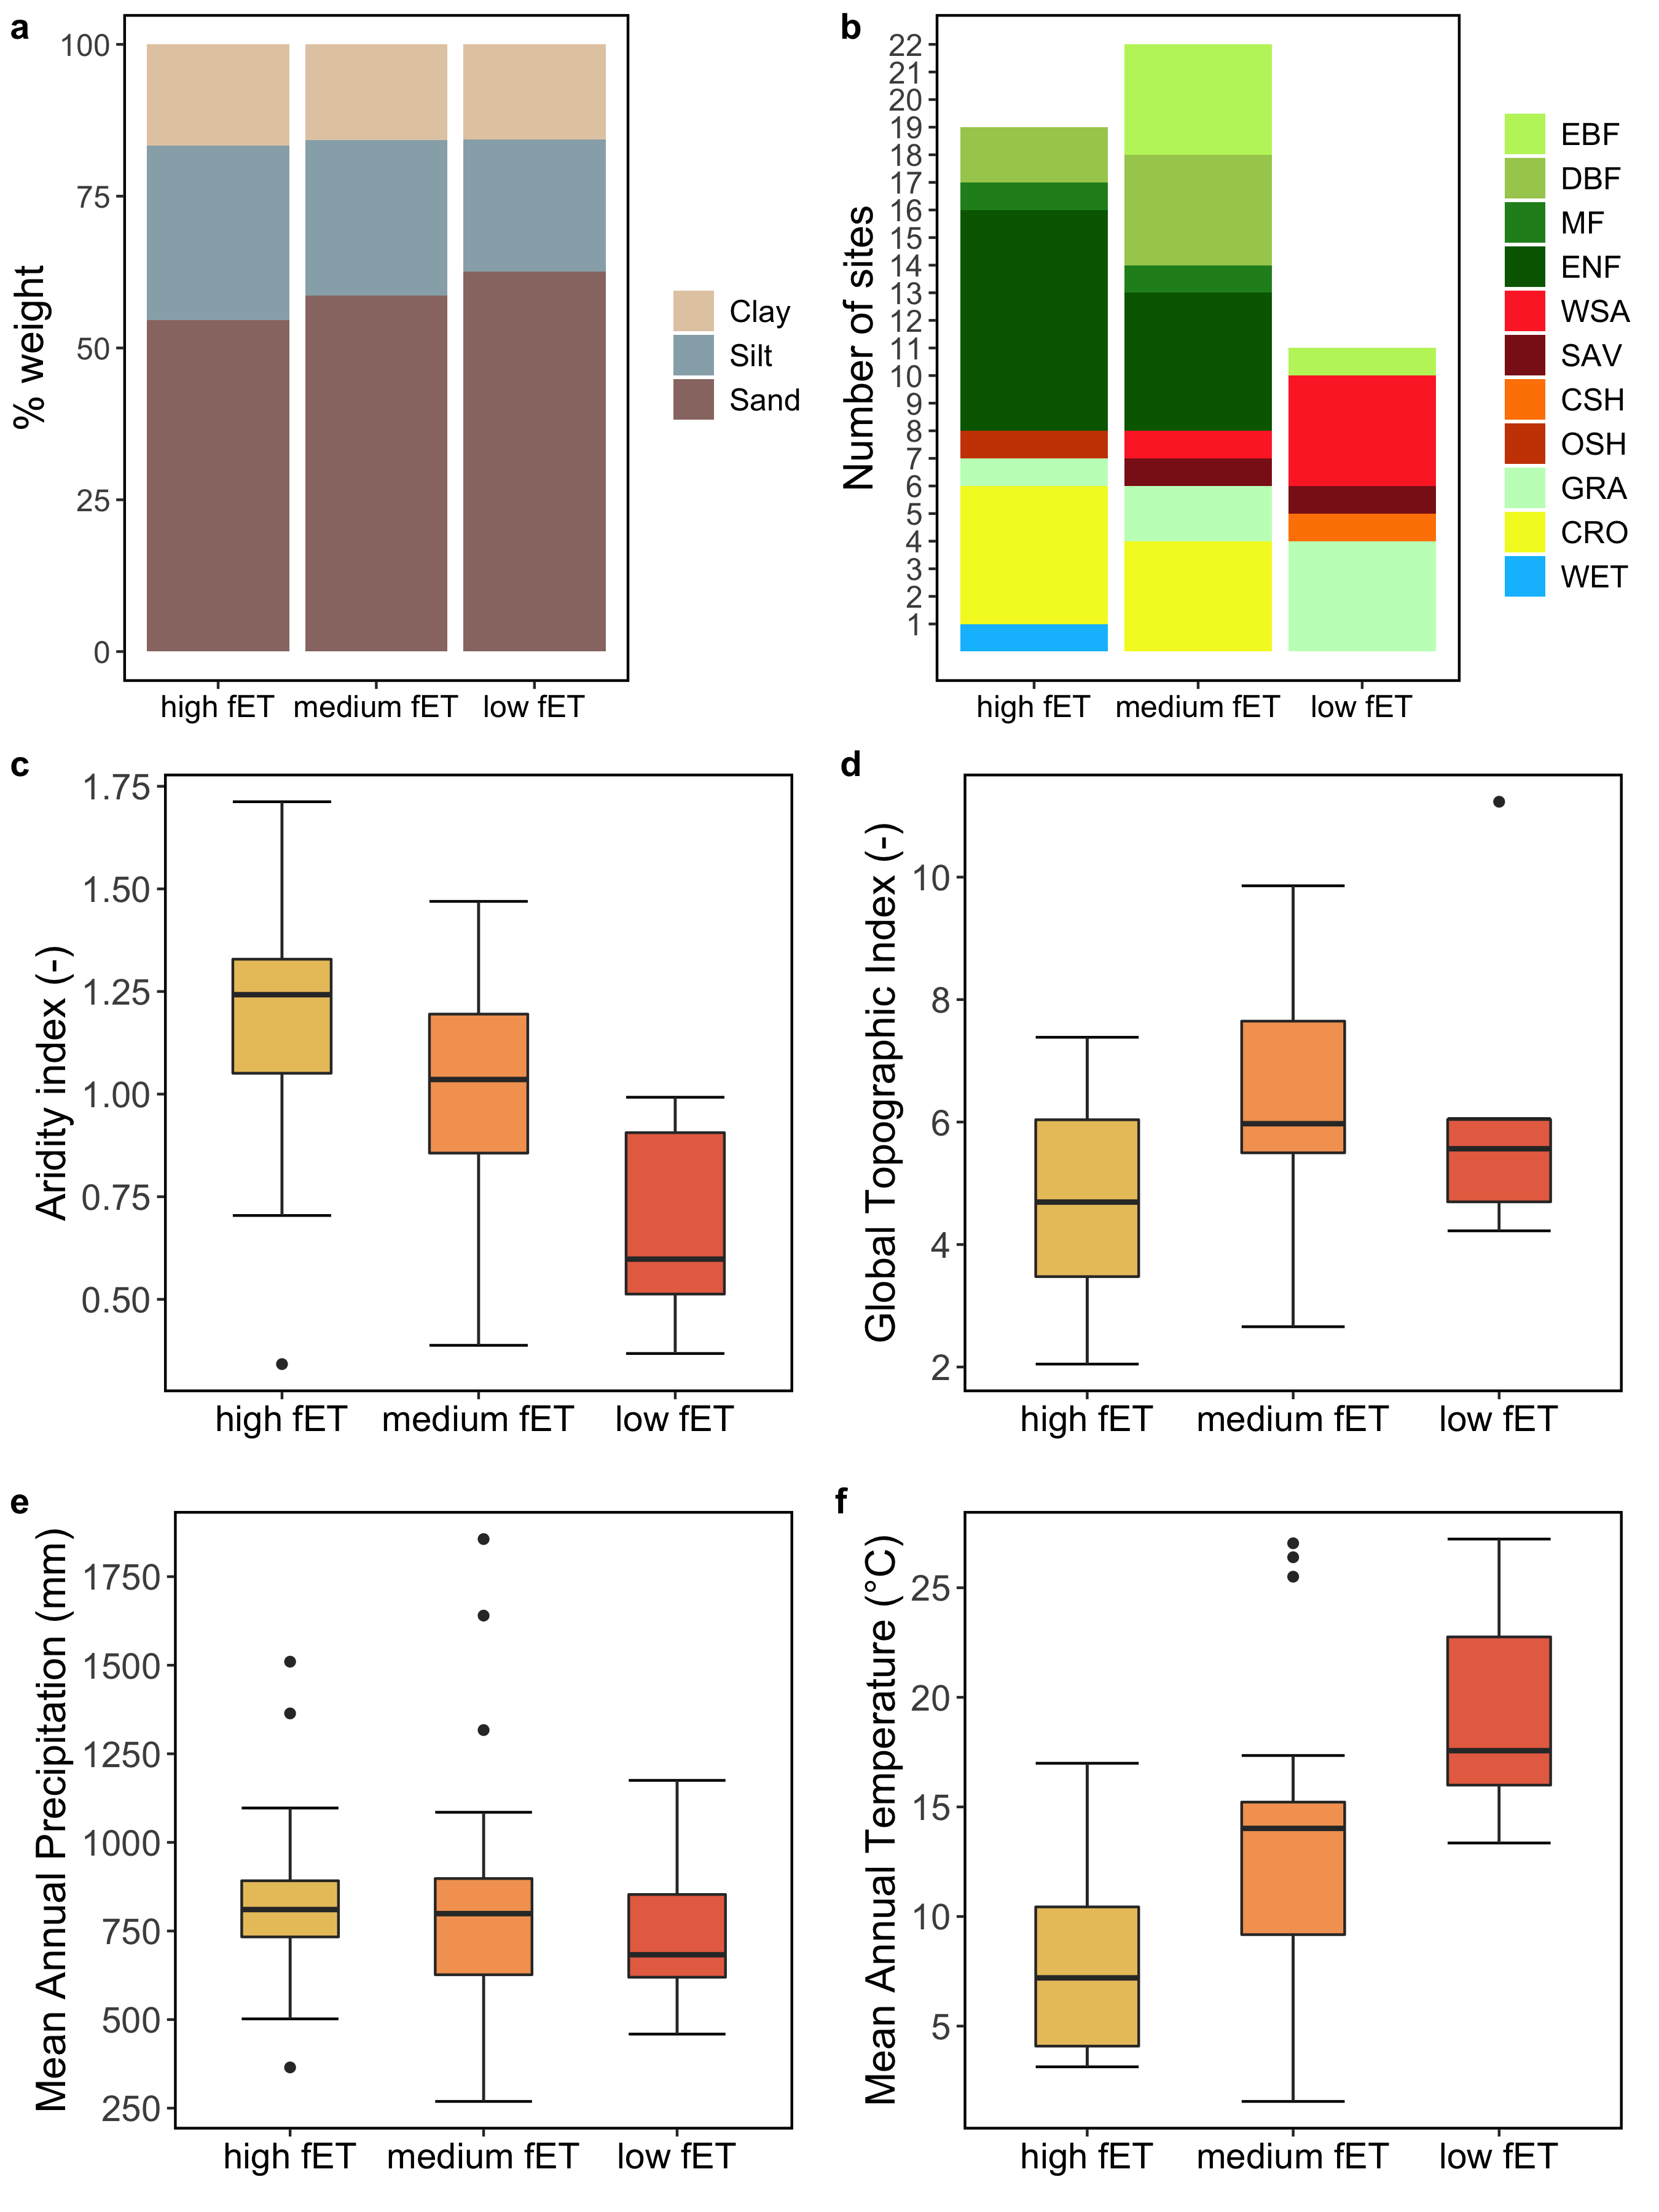 a
% weight
100
75
50
25
0
high fET medium fET low fET
Clay
Silt
Sand
b
Number of sites
22
21
20
19
18
17
16
15
14
13
12
11
10
9
8
7
6
5
4
3
2
1
high fET medium fET low fET
EBF
DBF
MF
ENF
WSA
SAV
CSH
OSH
GRA
CRO
WET
c
Aridity index (-)
1.75
1.50
1.25
1.00
0.75
0.50
high fET medium fET low fET
d
Global Topographic Index (-)
10
8
6
4
2
high fET medium fET low fET
e
Mean Annual Precipitation (mm)
1750
1500
1250
1000
750
500
250
high fET medium fET low fET
f
Mean Annual Temperature (°C)
25
20
15
10
5
high fET medium fET low fET